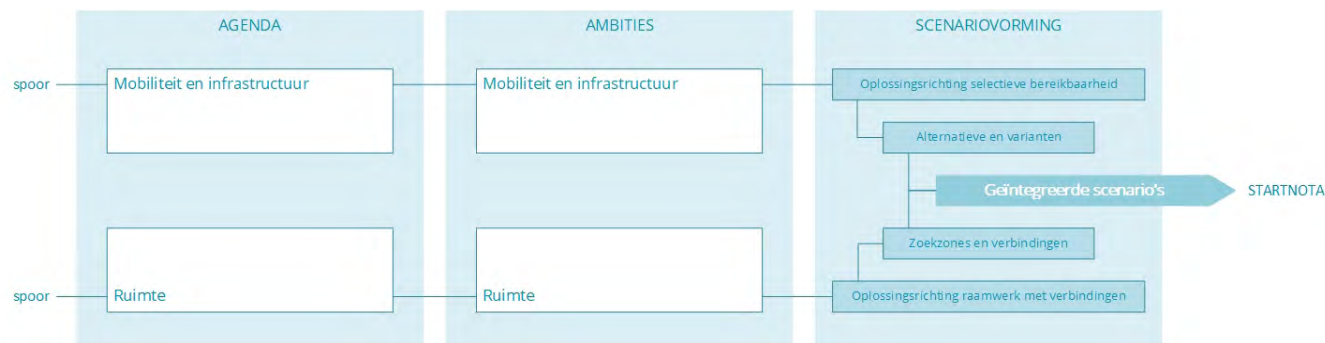 AGENDA
AMBITIES
SCENARIOVORMING
spoor
Mobiliteit en infrastructuur
Mobiliteit en infrastructuur
Oplossingsrichting selectieve bereikbaarheid
Alternatieve en varianten
Geïntegreerde scenario's
STARTNOTA
Zoekzones en verbindingen
spoor
Ruimte
Ruimte
Oplossingsrichting raamwerk met verbindingen